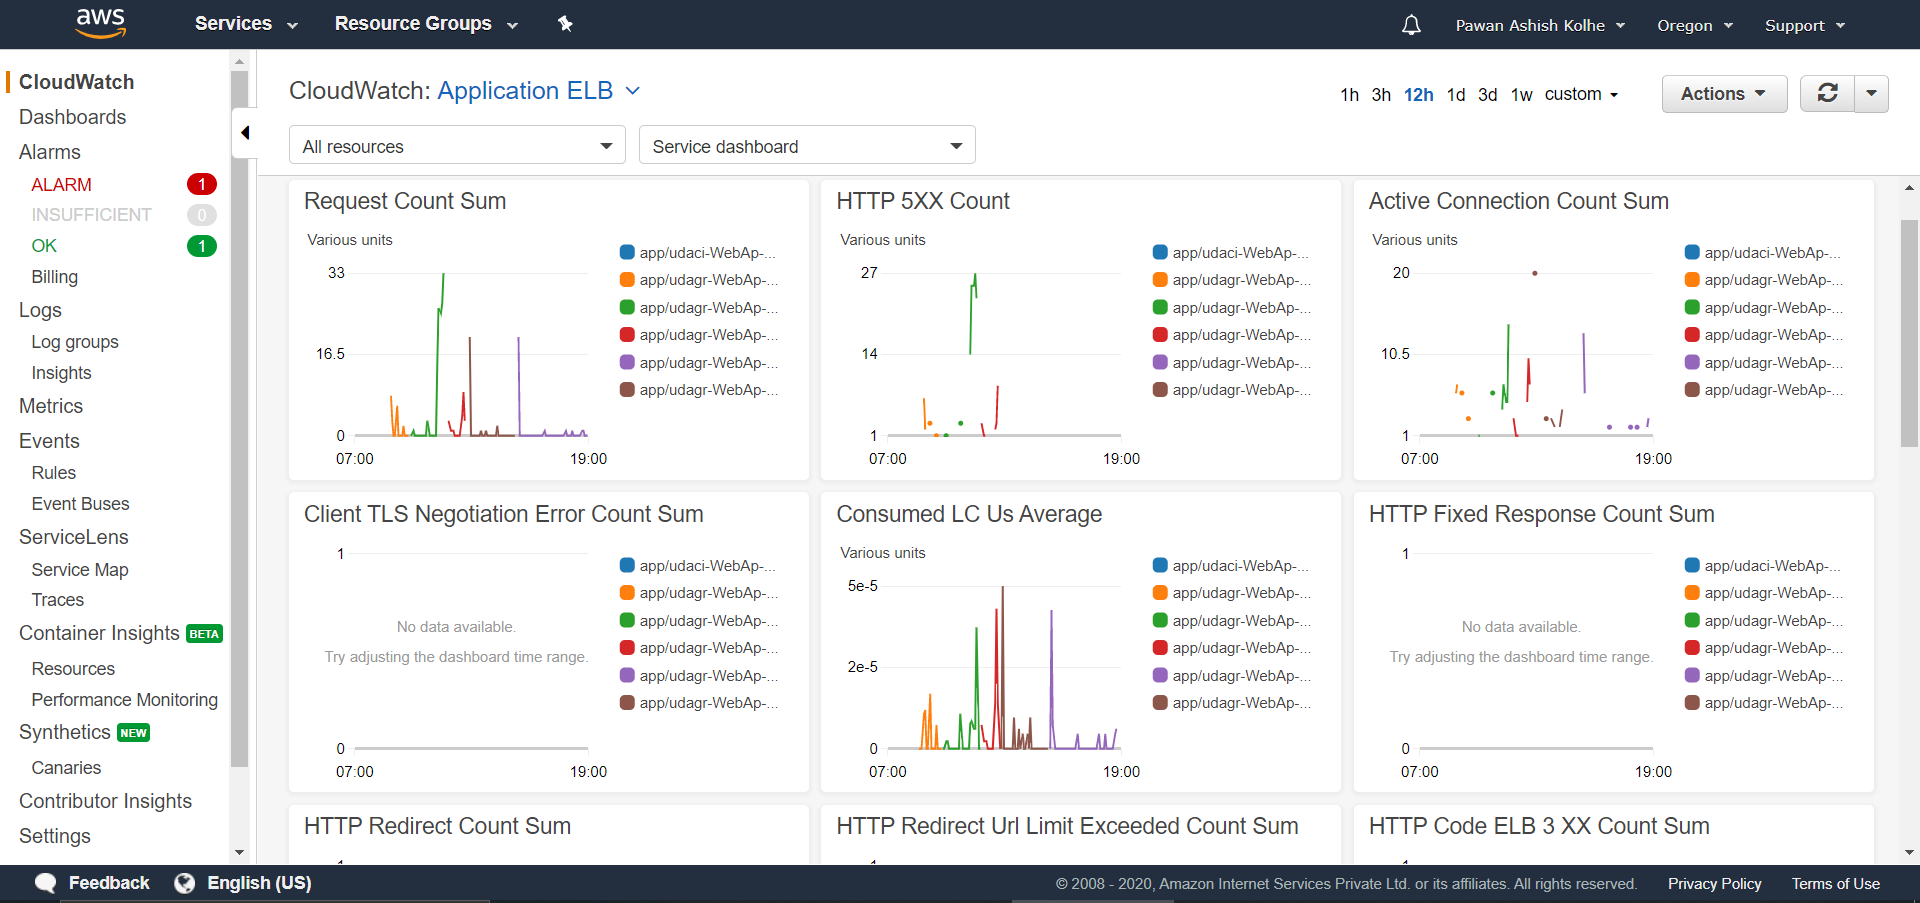 aws
Services
Resource Groups
Pawan Ashish Kolhe
Oregon
Support
CloudWatch
Dashboards
Alarms
ALARM 1
INSUFFICIENT 0
OK 1
Billing
Logs
Log groups
Insights
Metrics
Events
Rules
Event Buses
ServiceLens
Service Map
Traces
Container Insights BETA
Resources
Performance Monitoring
Synthetics NEW
Canaries
Contributor Insights
Settings
CloudWatch: Application ELB
1h 3h 12h 1d 3d 1w custom
Actions
All resources
Service dashboard
Request Count Sum
Various units
33
16.5
0
07:00
19:00
app/udaci-WebAp-...
app/udagr-WebAp-...
app/udagr-WebAp-...
app/udagr-WebAp-...
app/udagr-WebAp-...
app/udagr-WebAp-...
HTTP 5XX Count
Various units
27
14
1
07:00
19:00
app/udaci-WebAp-...
app/udagr-WebAp-...
app/udagr-WebAp-...
app/udagr-WebAp-...
app/udagr-WebAp-...
app/udagr-WebAp-...
Active Connection Count Sum
Various units
20
10.5
1
07:00
19:00
app/udaci-WebAp-...
app/udagr-WebAp-...
app/udagr-WebAp-...
app/udagr-WebAp-...
app/udagr-WebAp-...
app/udagr-WebAp-...
Client TLS Negotiation Error Count Sum
1
No data available.
Try adjusting the dashboard time range.
0
07:00
19:00
app/udaci-WebAp-...
app/udagr-WebAp-...
app/udagr-WebAp-...
app/udagr-WebAp-...
app/udagr-WebAp-...
app/udagr-WebAp-...
Consumed LC Us Average
Various units
5e-5
2e-5
0
07:00
19:00
app/udaci-WebAp-...
app/udagr-WebAp-...
app/udagr-WebAp-...
app/udagr-WebAp-...
app/udagr-WebAp-...
app/udagr-WebAp-...
HTTP Fixed Response Count Sum
1
No data available.
Try adjusting the dashboard time range.
0
07:00
19:00
app/udaci-WebAp-...
app/udagr-WebAp-...
app/udagr-WebAp-...
app/udagr-WebAp-...
app/udagr-WebAp-...
app/udagr-WebAp-...
HTTP Redirect Count Sum
1
HTTP Redirect Url Limit Exceeded Count Sum
1
HTTP Code ELB 3 XX Count Sum
1
Feedback
English (US)
© 2008 - 2020, Amazon Internet Services Private Ltd. or its affiliates. All rights reserved.
Privacy Policy
Terms of Use